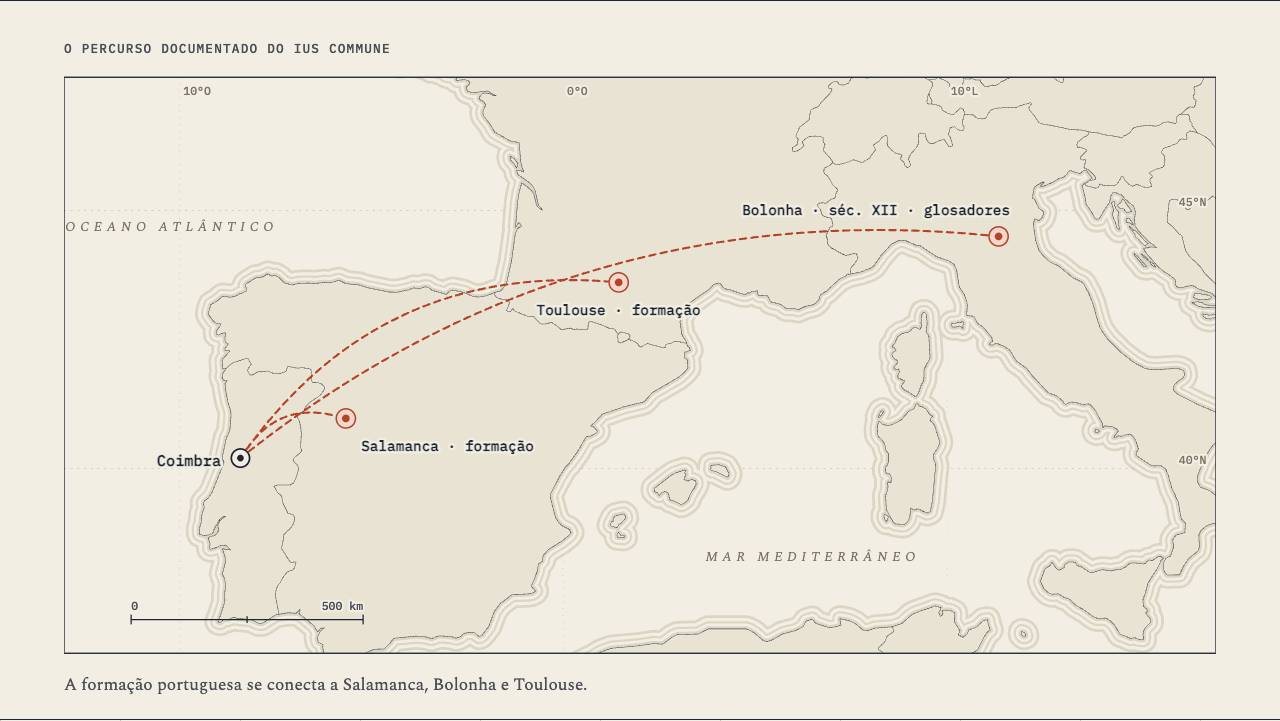 O PERCURSO DOCUMENTADO DO IUS COMMUNE
10°O
0°O
10°L
45°N
Bolonha · séc. XII · glosadores
OCEANO ATLÂNTICO
Toulouse · formação
Salamanca · formação
Coimbra
40°N
MAR MEDITERRÂNEO
0
500 km
A formação portuguesa se conecta a Salamanca, Bolonha e Toulouse.